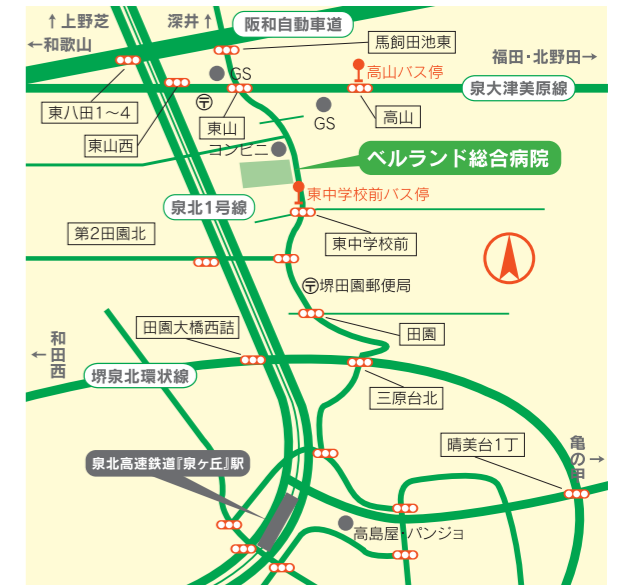 ↑上野芝
深井↑
阪和自動車道
←和歌山
馬飼田池東
福田・北野田→
GS
高山バス停
泉大津美原線
東八田1〜4
〒
東山
GS
高山
東山西
コンビニ
ベルランド総合病院
東中学校前バス停
泉北1号線
第2田園北
東中学校前
〒堺田園郵便局
田園大橋西詰
田園
←和田西
堺泉北環状線
三原台北
晴美台1丁
亀の甲→
泉北高速鉄道『泉ヶ丘』駅
高島屋・パンジョ